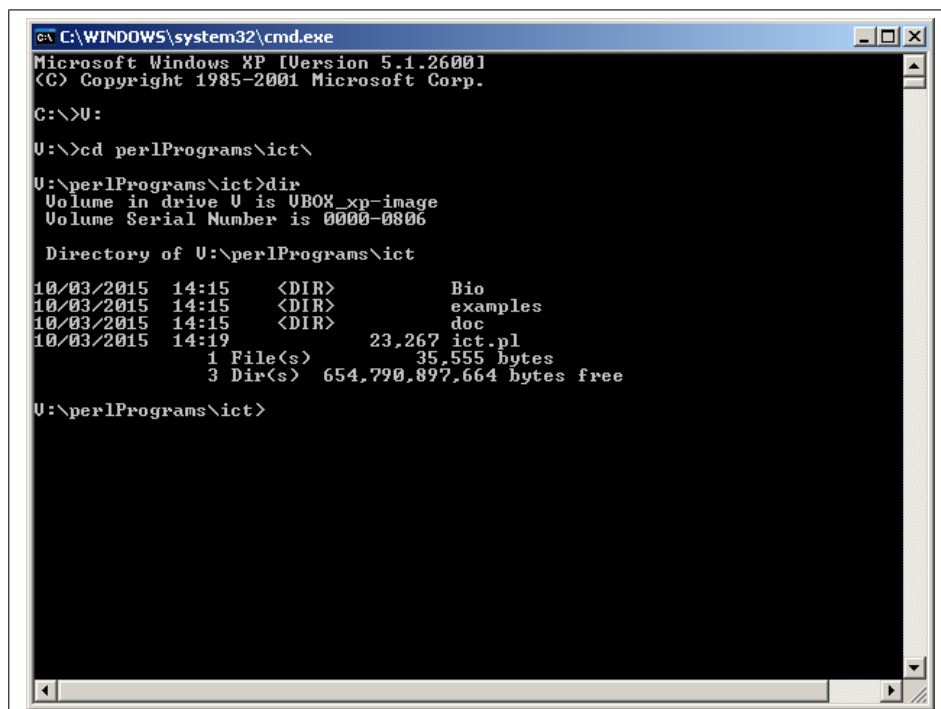 C:\WINDOWS\system32\cmd.exe
Microsoft Windows XP [Version 5.1.2600]
(C) Copyright 1985-2001 Microsoft Corp.
C:\>V:
V:\>cd perlPrograms\ict\
V:\perlPrograms\ict>dir
Volume in drive V is VBOX_xp-image
Volume Serial Number is 0000-0806
Directory of V:\perlPrograms\ict
10/03/2015  14:15    <DIR>          Bio
10/03/2015  14:15    <DIR>          examples
10/03/2015  14:15    <DIR>          doc
10/03/2015  14:19            23,267 ict.pl
1 File(s)         35,555 bytes
3 Dir(s)  654,790,897,664 bytes free
V:\perlPrograms\ict>